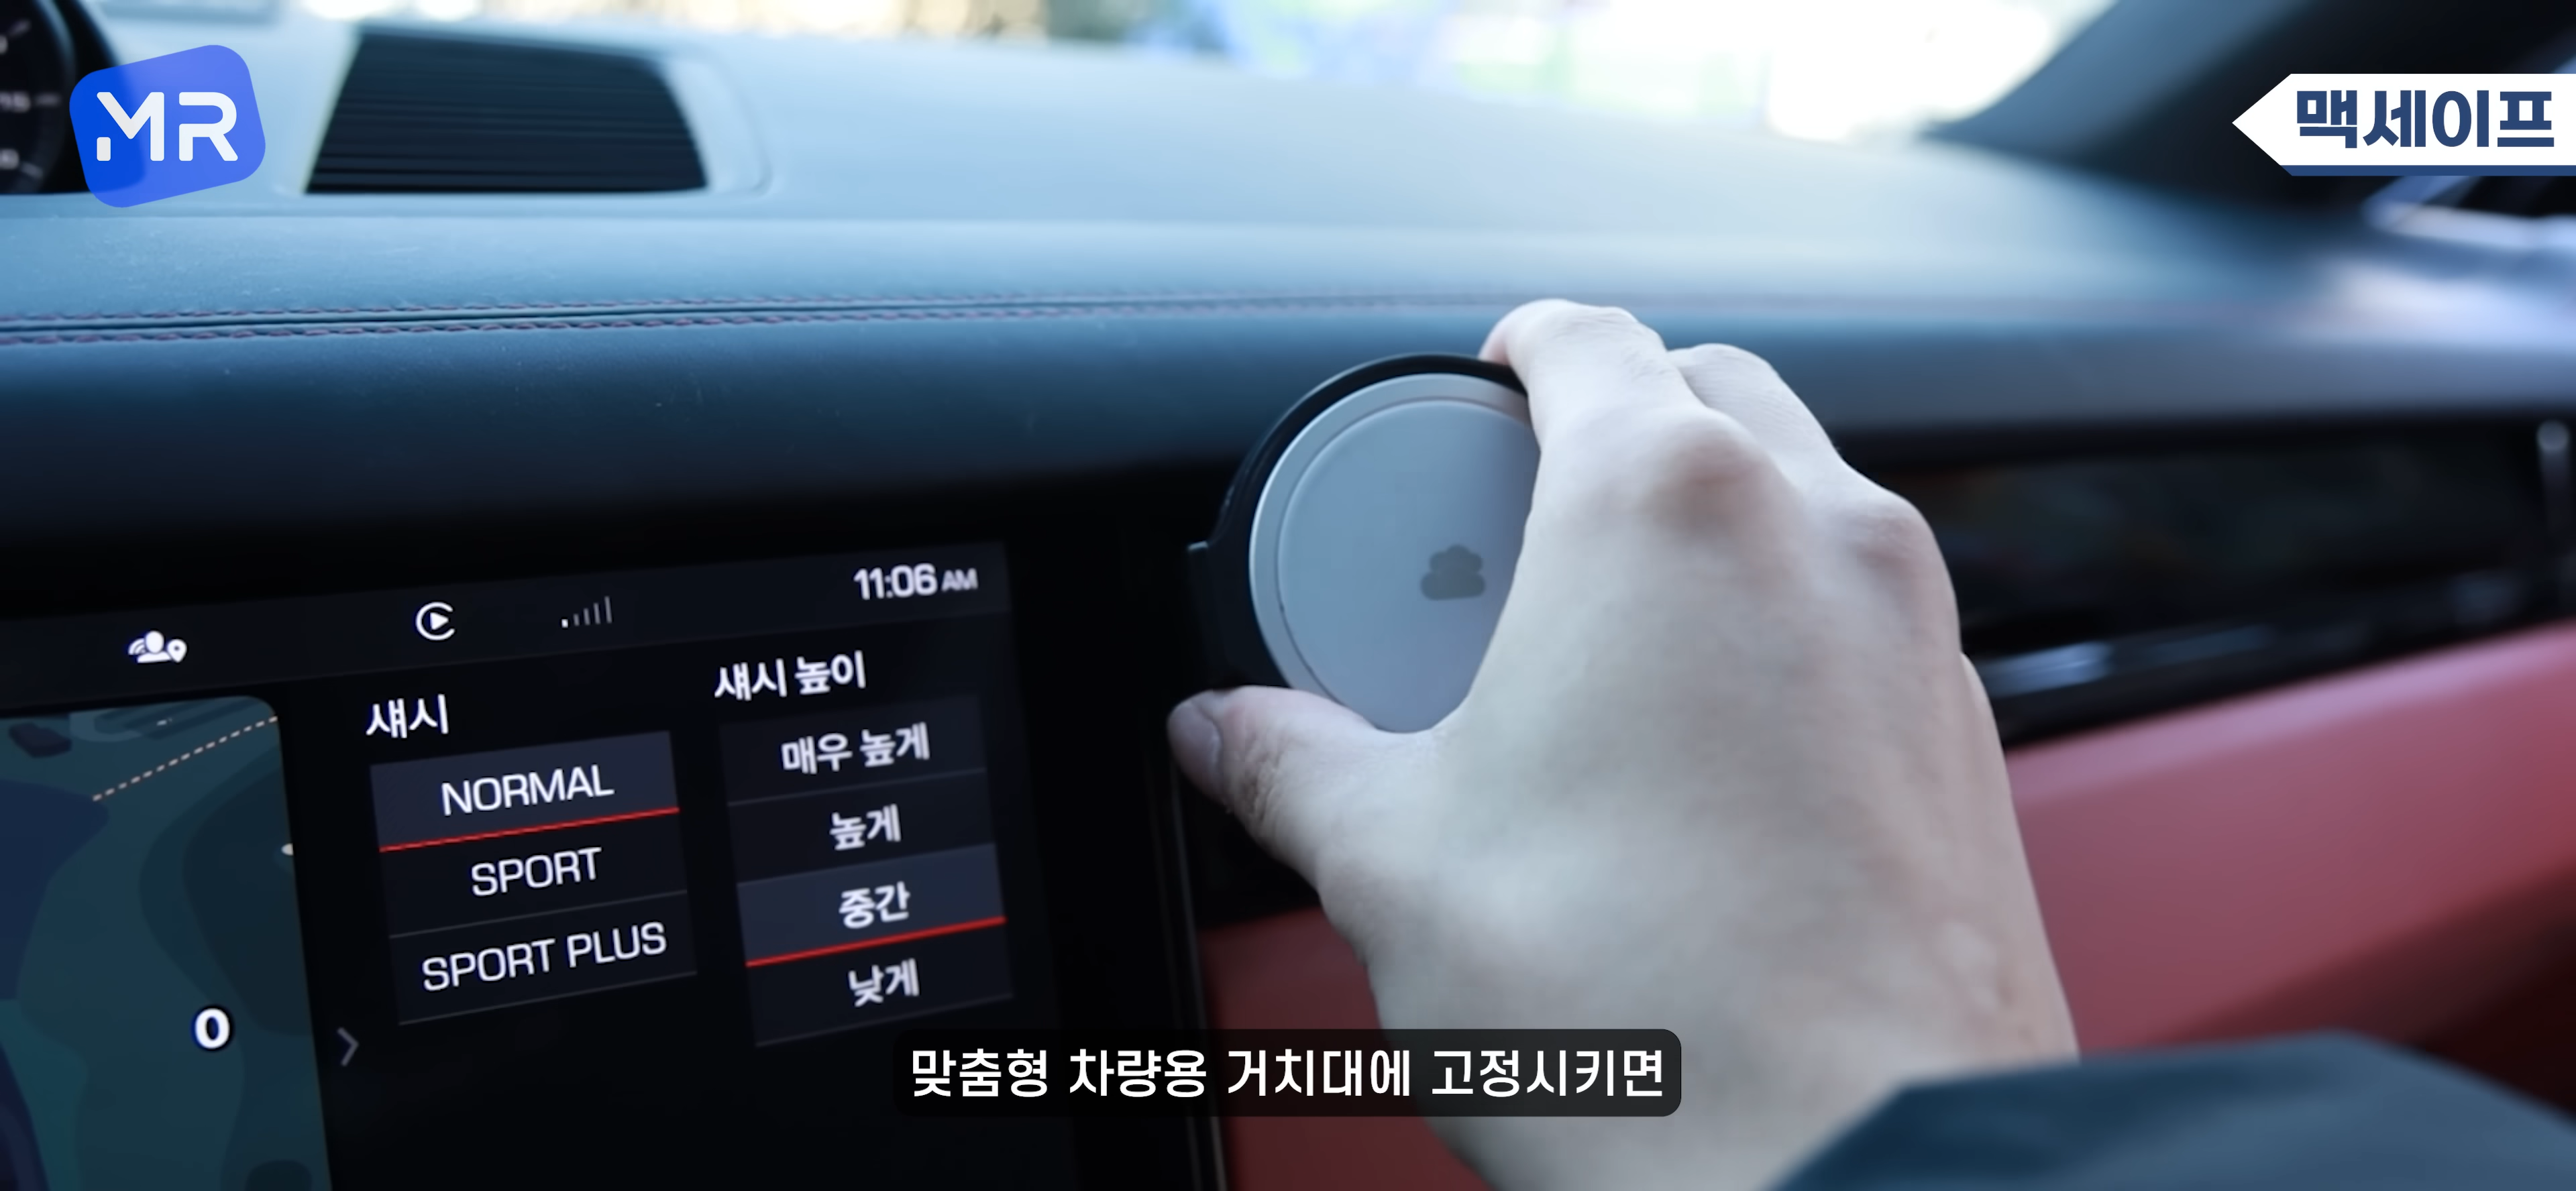 MR
맥세이프
15
11:06 AM
섀시
섀시 높이
NORMAL
SPORT
SPORT PLUS
매우 높게
높게
중간
낮게
0
맞춤형 차량용 거치대에 고정시키면